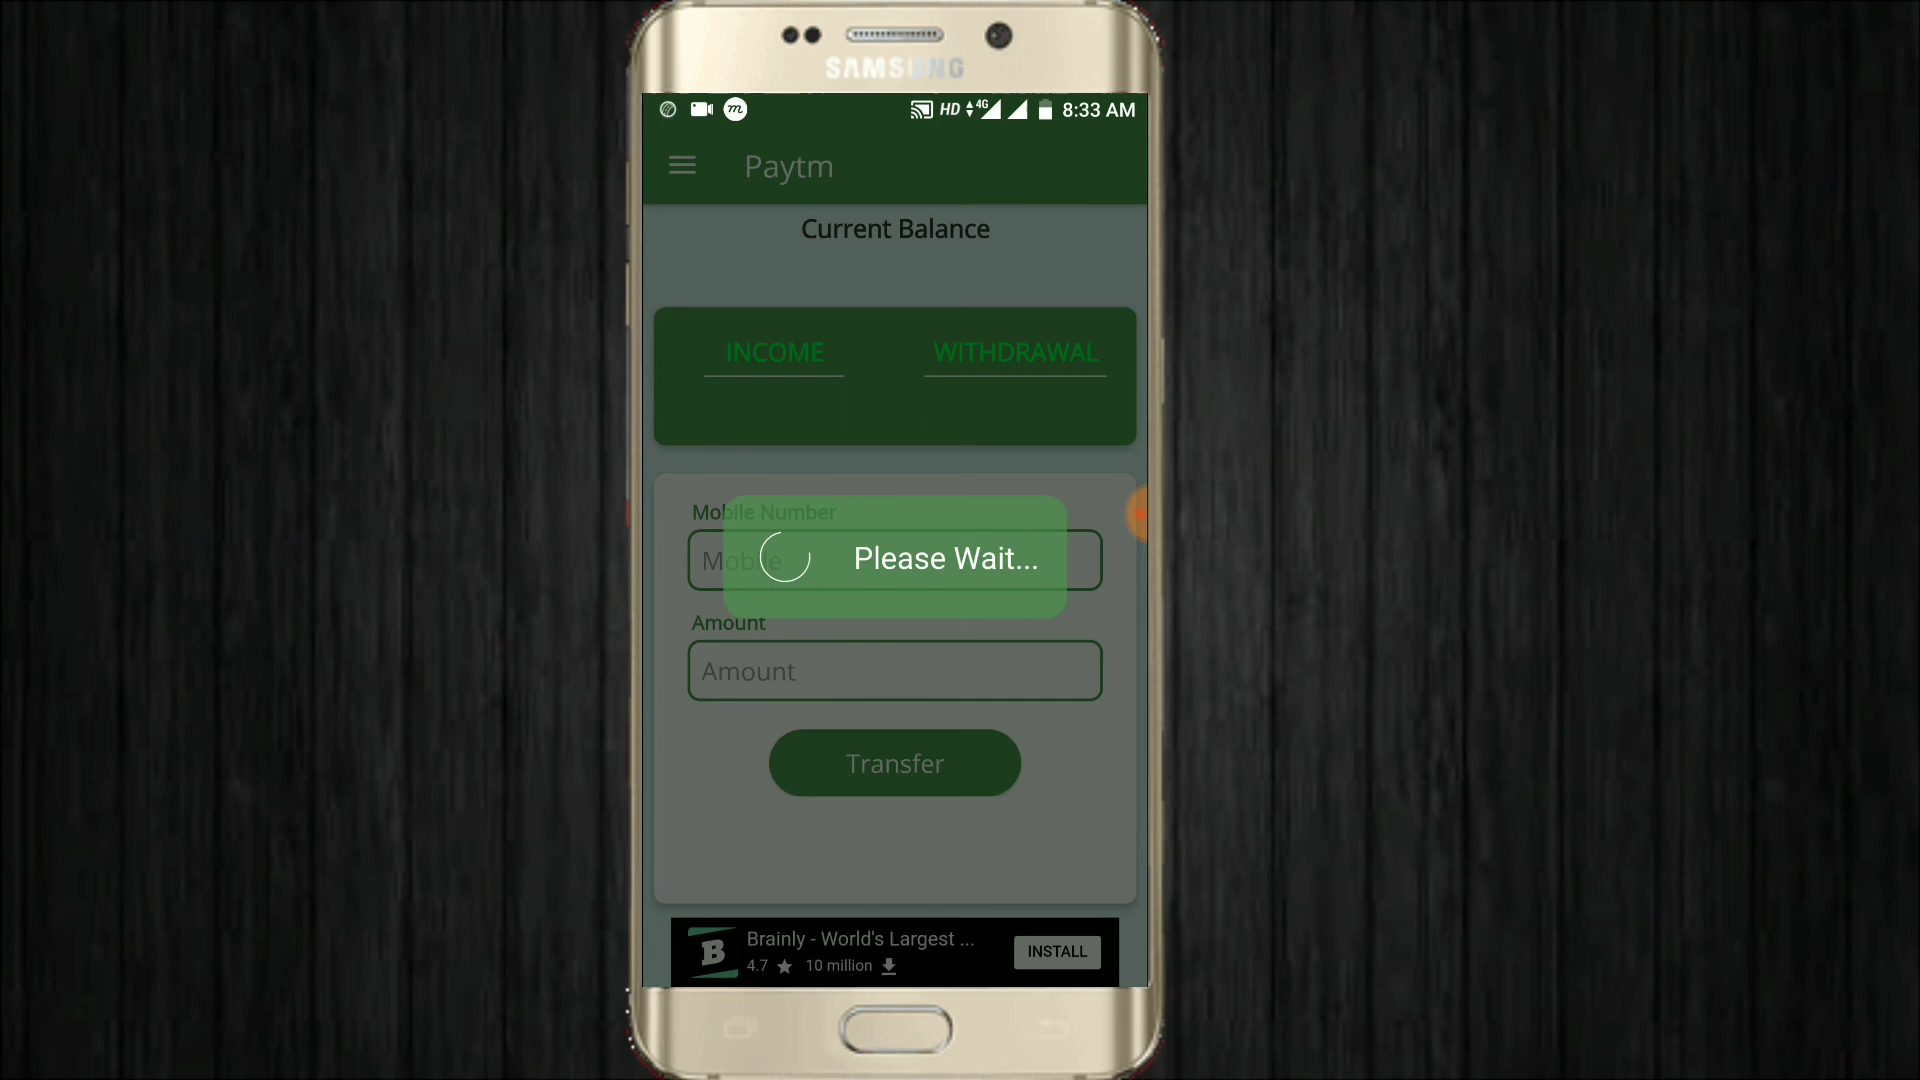 SAMSUNG
m HD 4G 8:33 AM
Paytm
Current Balance
INCOME WITHDRAWAL
Mobile Number
Mobile
Please Wait...
Amount
Amount
Transfer
B Brainly - World's Largest ...
4.7 10 million
INSTALL